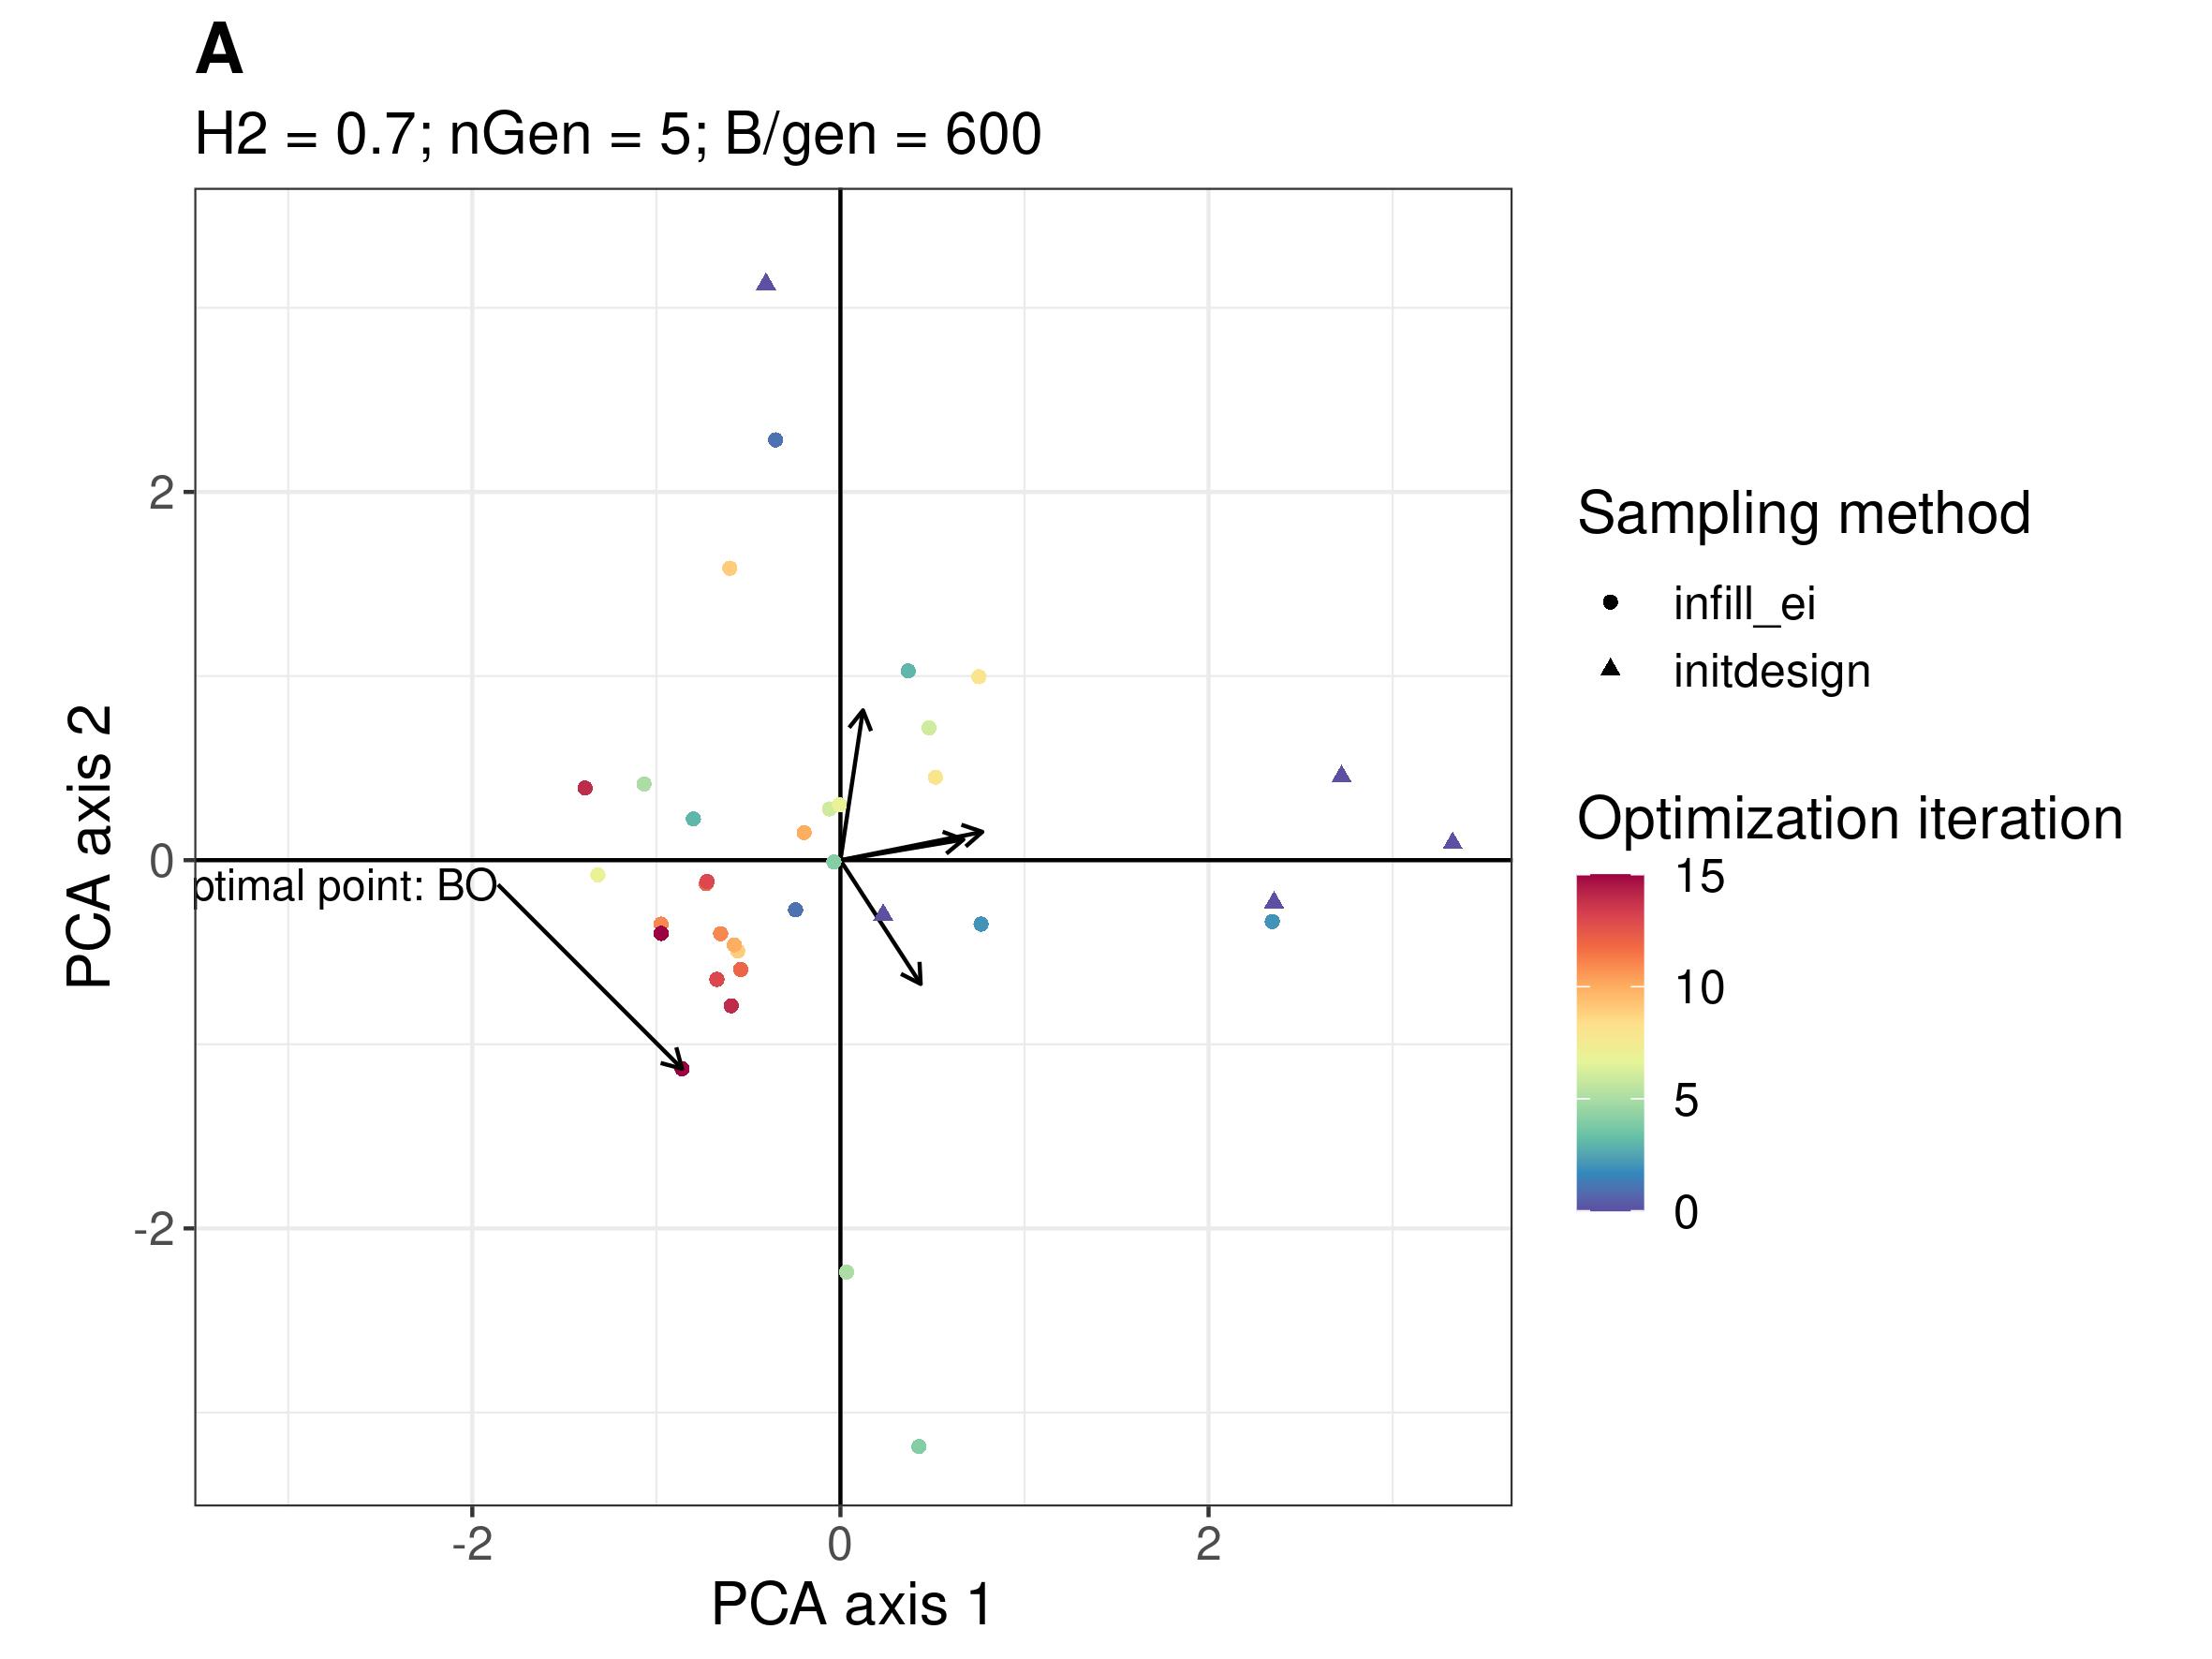 A
H2 = 0.7; nGen = 5; B/gen = 600
PCA axis 2
2
0
-2
ptimal point: BO
-2
0
2
PCA axis 1
Sampling method
infill_ei
initdesign
Optimization iteration
15
10
5
0